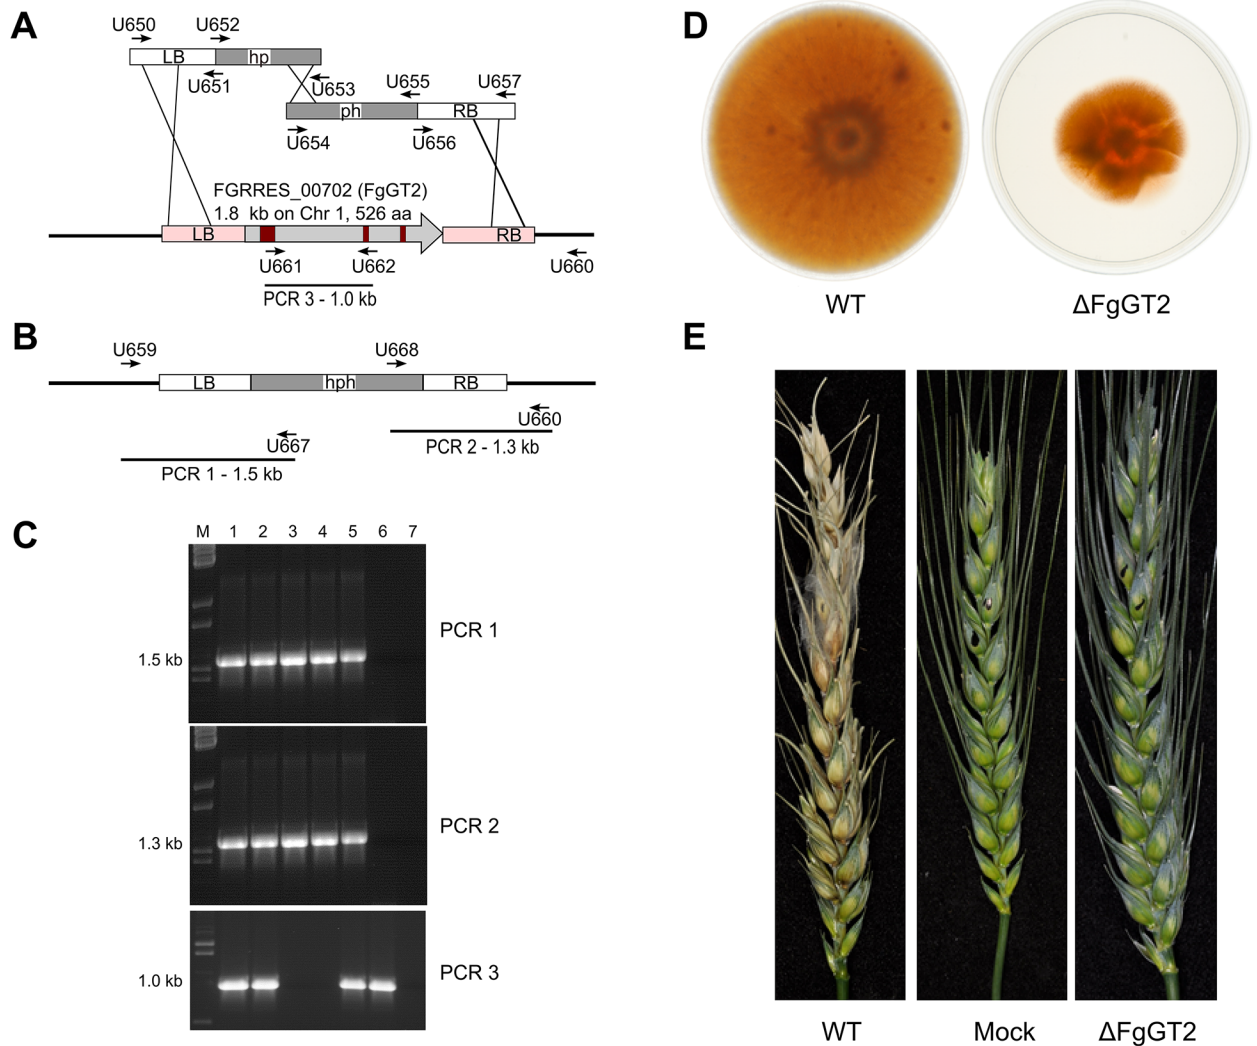 A
U650
U652
LB
hp
U651
U653
U655
U657
ph
RB
U654
U656
FGRRES_00702 (FgGT2)
1.8 kb on Chr 1, 526 aa
LB
RB
U661
U662
U660
PCR 3 - 1.0 kb
B
U659
U668
LB
hph
RB
U660
U667
PCR 2 - 1.3 kb
PCR 1 - 1.5 kb
C
M 1 2 3 4 5 6 7
1.5 kb
PCR 1
1.3 kb
PCR 2
1.0 kb
PCR 3
D
WT
ΔFgGT2
E
WT
Mock
ΔFgGT2